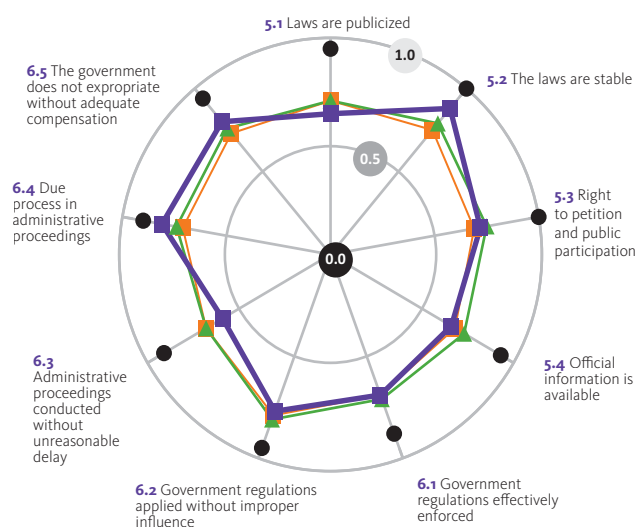 5.1 Laws are publicized
1.0
5.2 The laws are stable
0.5
5.3 Right
to petition
and public
participation
0.0
5.4 Official
information is
available
6.1 Government
regulations effectively
enforced
6.2 Government regulations
applied without improper
influence
6.3
Administrative
proceedings
conducted
without
unreasonable
delay
6.4 Due
process in
administrative
proceedings
6.5 The government
does not expropriate
without adequate
compensation